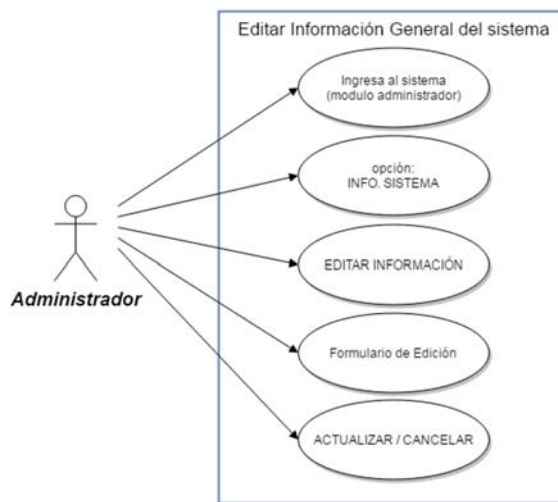 Editar Información General del sistema
Ingresa al sistema
(modulo administrador)
opción:
INFO. SISTEMA
EDITAR INFORMACIÓN
Administrador
Formulario de Edición
ACTUALIZAR / CANCELAR